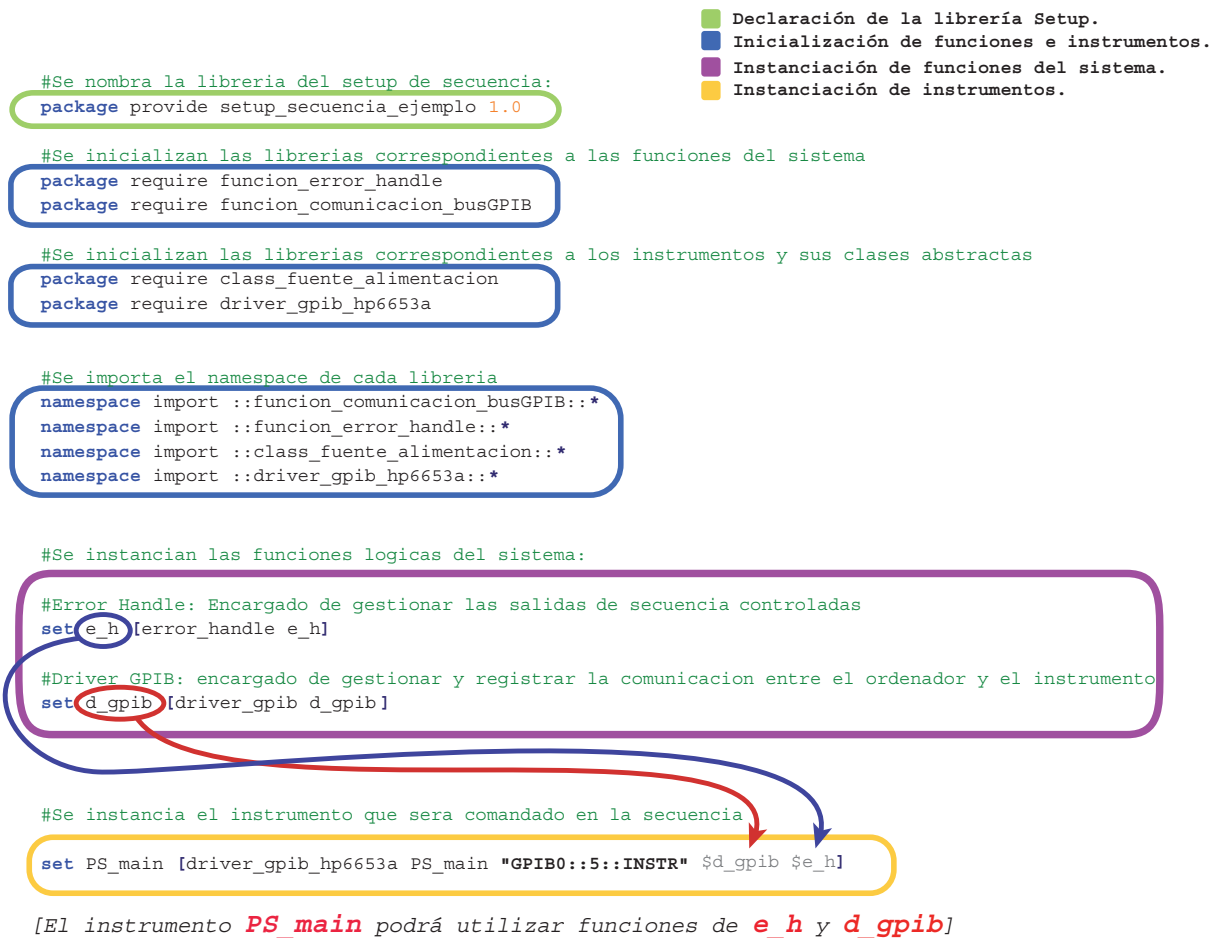 Declaración de la librería Setup.
Inicialización de funciones e instrumentos.
Instanciación de funciones del sistema.
Instanciación de instrumentos.
#Se nombra la libreria del setup de secuencia:
package provide setup_secuencia_ejemplo 1.0
#Se inicializan las librerias correspondientes a las funciones del sistema
package require funcion_error_handle
package require funcion_comunicacion_busGPIB
#Se inicializan las librerias correspondientes a los instrumentos y sus clases abstractas
package require class_fuente_alimentacion
package require driver_gpib_hp6653a
#Se importa el namespace de cada libreria
namespace import ::funcion_comunicacion_busGPIB::*
namespace import ::funcion_error_handle::*
namespace import ::class_fuente_alimentacion::*
namespace import ::driver_gpib_hp6653a::*
#Se instancian las funciones logicas del sistema:
#Error Handle: Encargado de gestionar las salidas de secuencia controladas
set e_h [error_handle e_h]
#Driver GPIB: encargado de gestionar y registrar la comunicacion entre el ordenador y el instrumento
set d_gpib [driver_gpib d_gpib]
#Se instancia el instrumento que sera comandado en la secuencia
set PS_main [driver_gpib_hp6653a PS_main "GPIB0::5::INSTR" $d_gpib $e_h]
[El instrumento PS_main podrá utilizar funciones de e_h y d_gpib]